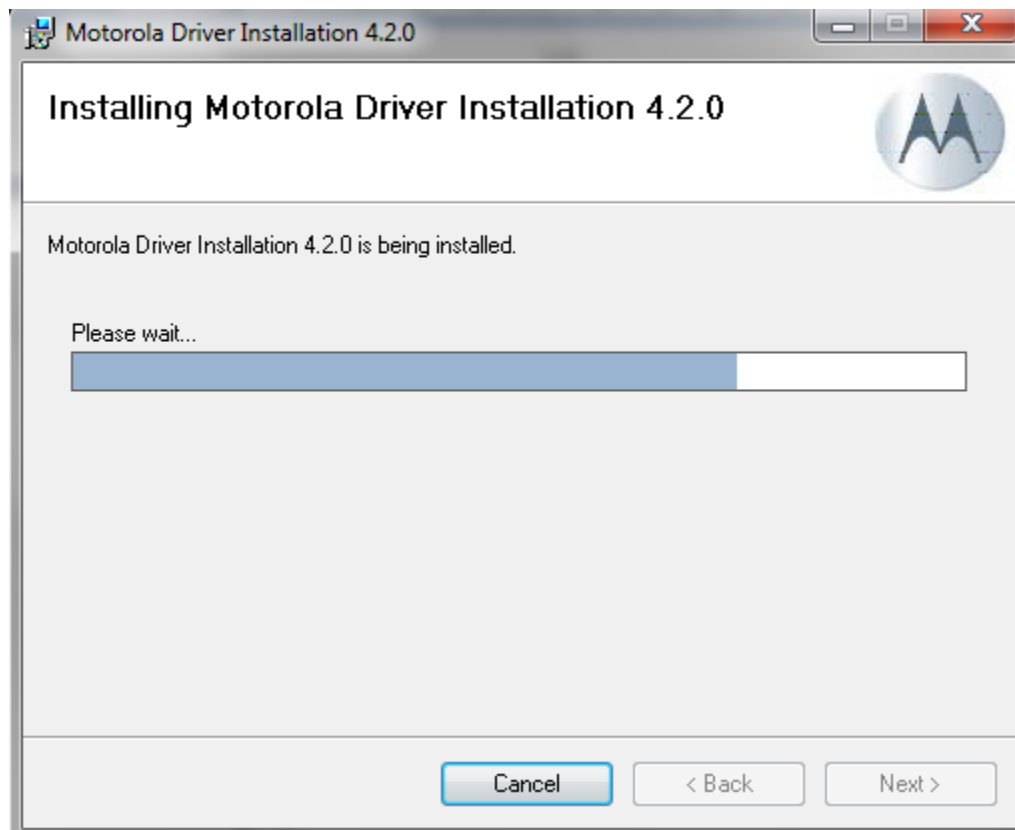 Motorola Driver Installation 4.2.0
Installing Motorola Driver Installation 4.2.0
Motorola Driver Installation 4.2.0 is being installed.
Please wait...
Cancel
< Back
Next >